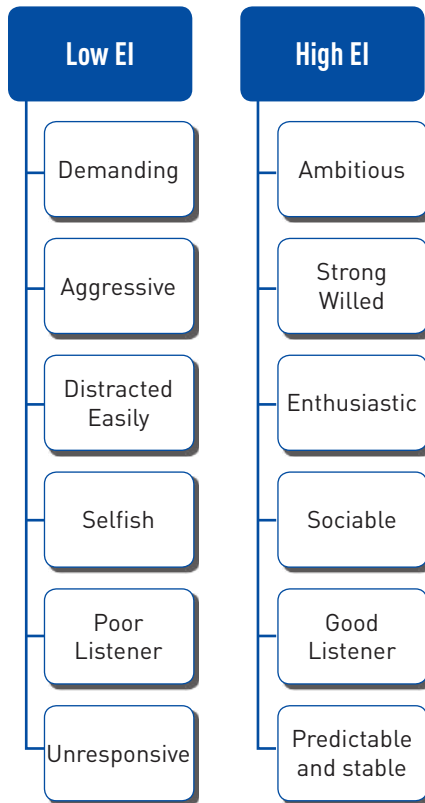 Low EI
Demanding
Aggressive
Distracted
Easily
Selfish
Poor
Listener
Unresponsive
High EI
Ambitious
Strong
Willed
Enthusiastic
Sociable
Good
Listener
Predictable
and stable